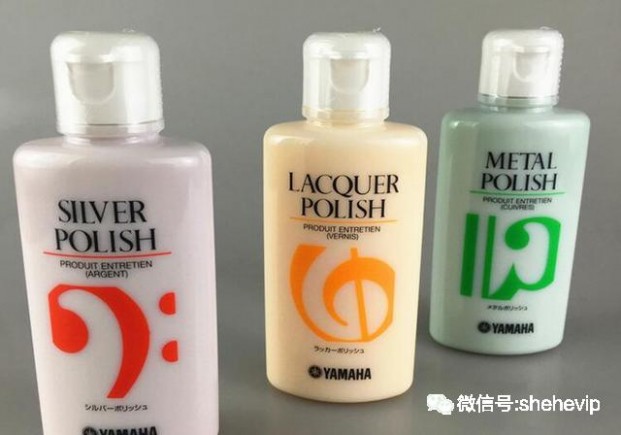 SILVER
POLISH
PRODUIT ENTRETIEN
(ARGENT)
シルバーポリッシュ
YAMAHA
LACQUER
POLISH
PRODUIT ENTRETIEN
(VERNIS)
ラッカーポリッシュ
YAMAHA
METAL
POLISH
PRODUIT ENTRETIEN
(CUIVRES)
メタルポリッシュ
YAMAHA
微信号:shehevip